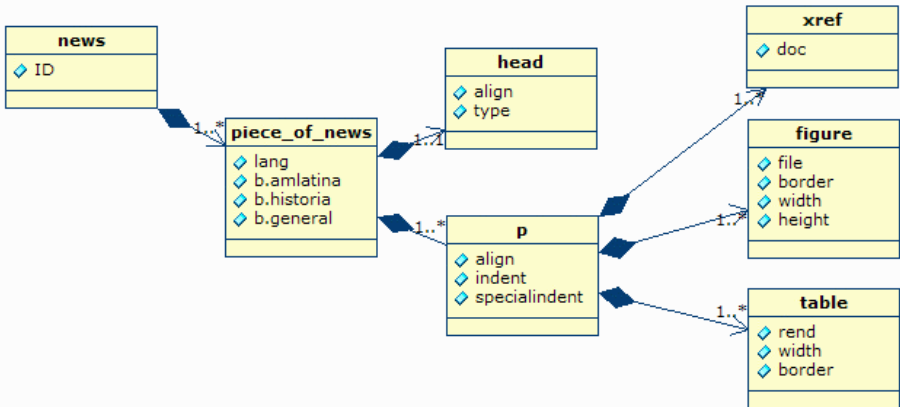 news
ID
1..*
piece_of_news
lang
b.amlatina
b.historia
b.general
1..1
head
align
type
1..*
p
align
indent
specialindent
1..*
xref
doc
1..*
figure
file
border
width
height
1..*
table
rend
width
border